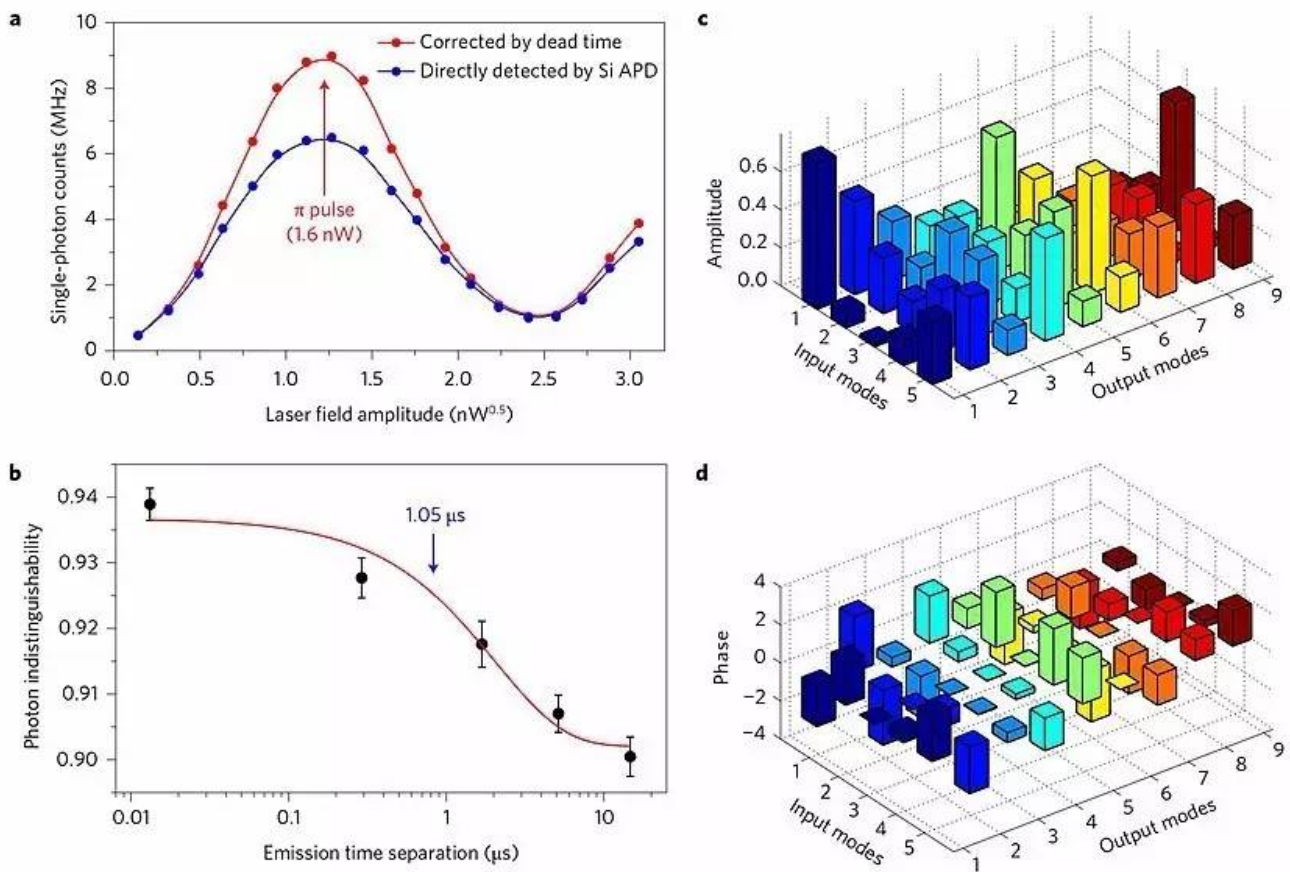 a
10
8
6
4
2
0
Single-photon counts (MHz)
Corrected by dead time
Directly detected by Si APD
π pulse
(1.6 nW)
0.0 0.5 1.0 1.5 2.0 2.5 3.0
Laser field amplitude (nW^0.5)
b
0.94
0.93
0.92
0.91
0.90
Photon indistinguishability
1.05 μs
0.01 0.1 1 10
Emission time separation (μs)
c
0.6
0.4
0.2
0.0
Amplitude
1 2 3 4 5
Input modes
1 2 3 4 5 6 7 8 9
Output modes
d
4
2
0
−2
−4
Phase
1 2 3 4 5
Input modes
1 2 3 4 5 6 7 8 9
Output modes